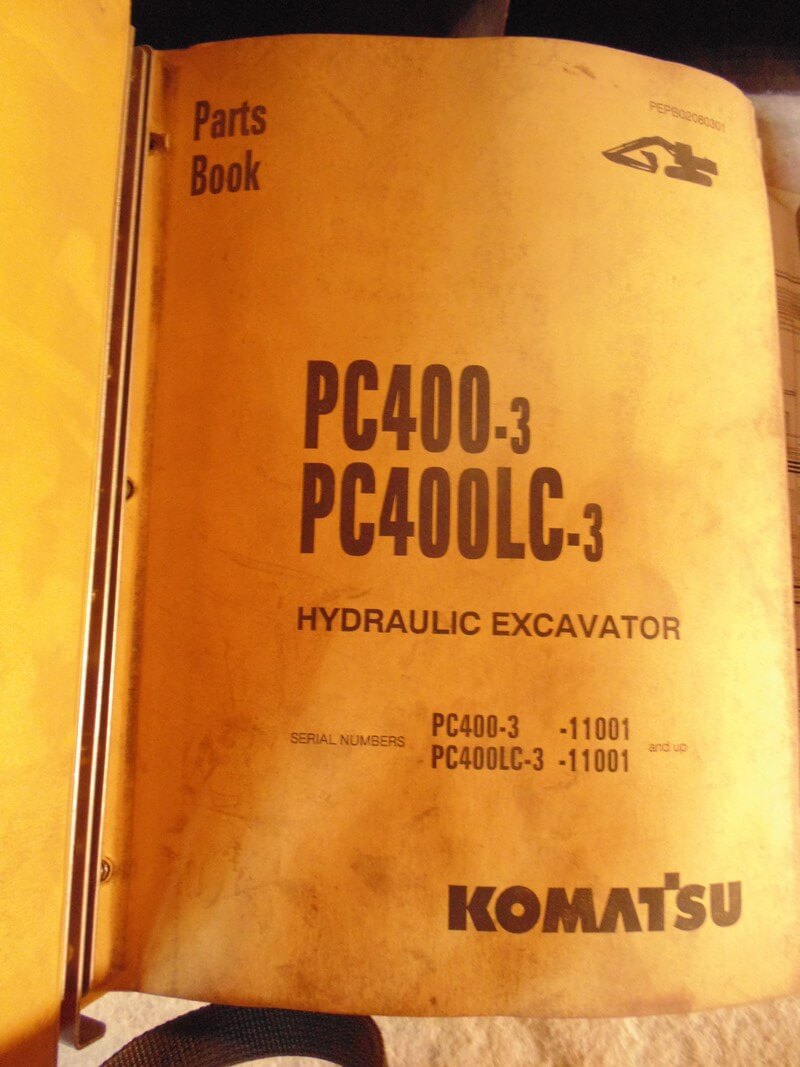 Parts
Book
PEPB02080301
PC400-3
PC400LC-3
HYDRAULIC EXCAVATOR
SERIAL NUMBERS
PC400-3 -11001
PC400LC-3 -11001
and up
KOMATSU